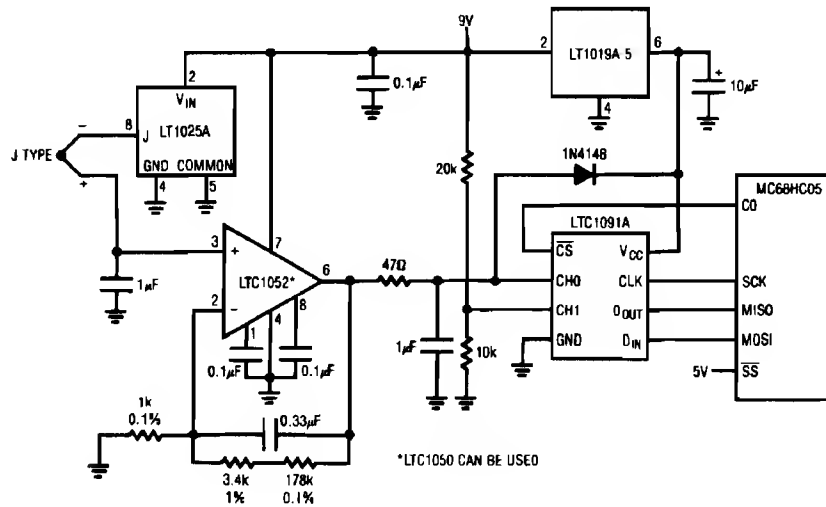 9V
2
LT1019A-5
6
4
+
10µF
0.1µF
2
VIN
8
J
LT1025A
GND
COMMON
4
5
J TYPE
−
+
1µF
3
+
7
LTC1052*
6
2
−
1
4
8
0.1µF
0.1µF
1k
0.1%
0.33µF
3.4k
1%
178k
0.1%
47Ω
1µF
20k
10k
1N4148
LTC1091A
CS
VCC
CH0
CLK
CH1
DOUT
GND
DIN
MC68HC05
C0
SCK
MISO
MOSI
5V
SS
*LTC1050 CAN BE USED